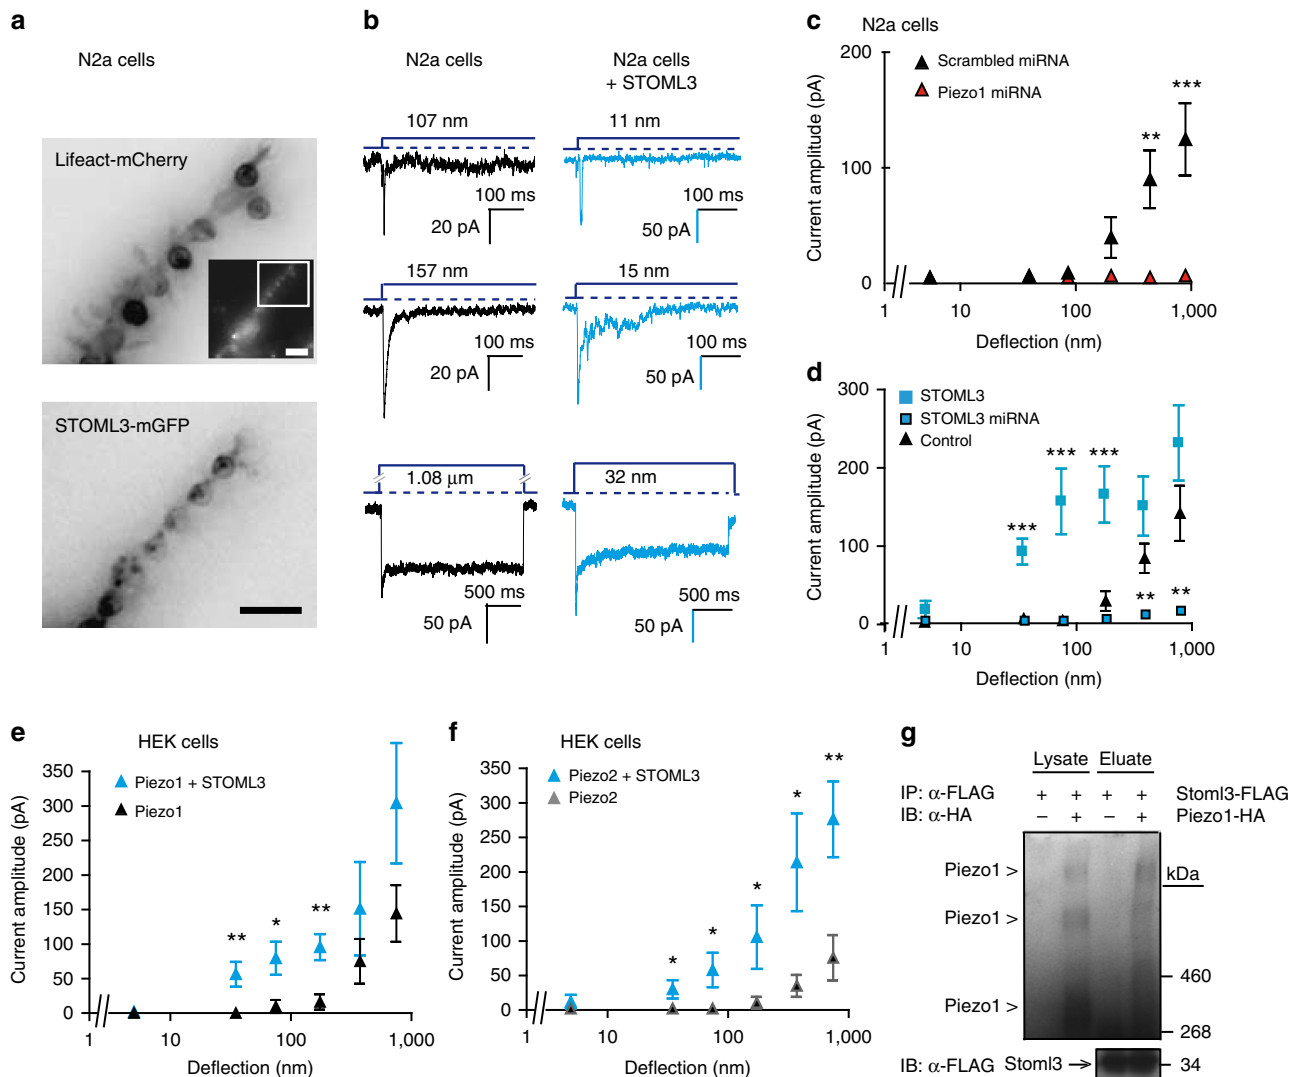 a
N2a cells
Lifeact-mCherry
STOML3-mGFP
b
N2a cells
N2a cells
+ STOML3
107 nm
11 nm
100 ms
20 pA
100 ms
50 pA
157 nm
15 nm
100 ms
20 pA
100 ms
50 pA
1.08 μm
32 nm
500 ms
50 pA
500 ms
50 pA
c
N2a cells
Scrambled miRNA
Piezo1 miRNA
Current amplitude (pA)
200
100
0
** ***
1 10 100 1,000
Deflection (nm)
d
STOML3
STOML3 miRNA
Control
Current amplitude (pA)
300
200
100
0
*** *** ***
** **
1 10 100 1,000
Deflection (nm)
e
HEK cells
Piezo1 + STOML3
Piezo1
Current amplitude (pA)
350
300
250
200
150
100
50
0
** * **
1 10 100 1,000
Deflection (nm)
f
HEK cells
Piezo2 + STOML3
Piezo2
Current amplitude (pA)
350
300
250
200
150
100
50
0
* * * * **
1 10 100 1,000
Deflection (nm)
g
Lysate Eluate
IP: α-FLAG + + + + Stoml3-FLAG
IB: α-HA − + − + Piezo1-HA
Piezo1 >
kDa
Piezo1 >
460
Piezo1 >
268
IB: α-FLAG Stoml3 → 34